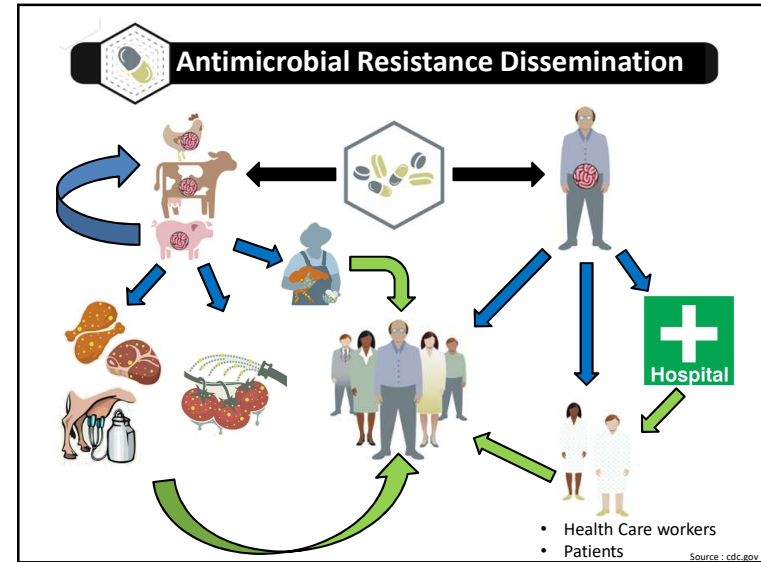 Antimicrobial Resistance Dissemination
Hospital
• Health Care workers
• Patients
Source : cdc.gov